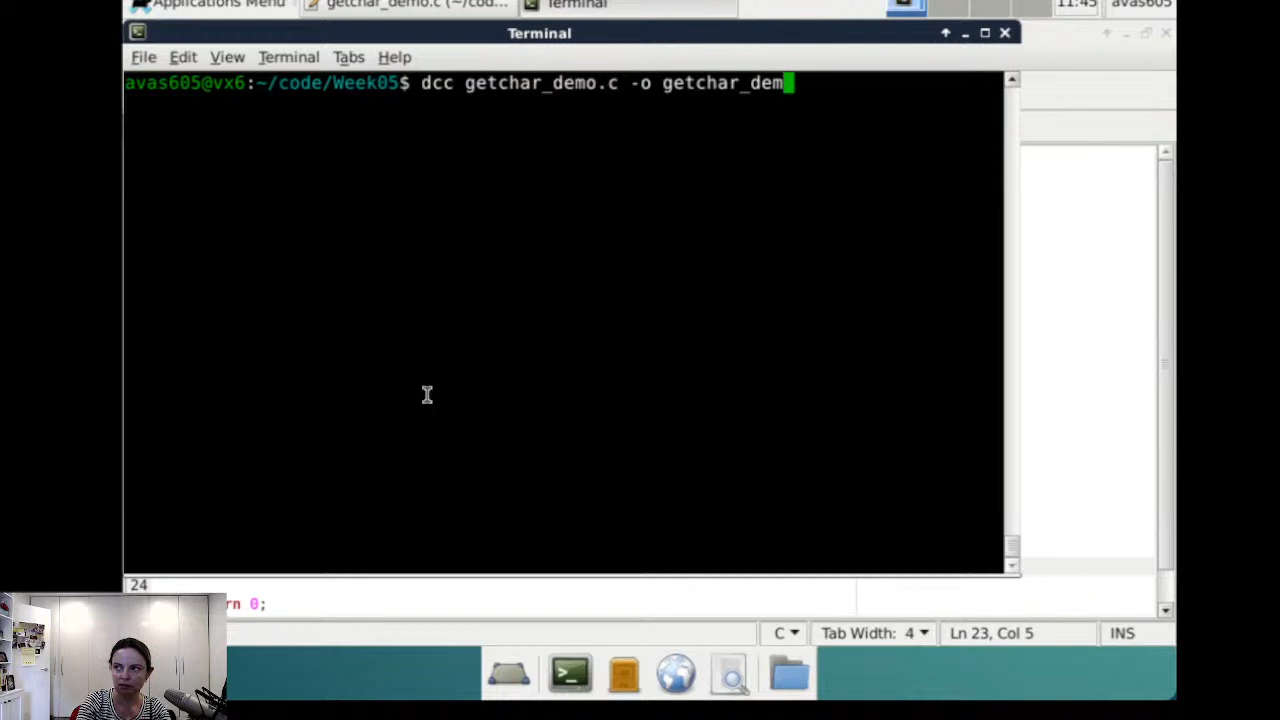 Applications Menu getchar_demo.c (~/cod... Terminal 11:45 avas605
Terminal
File Edit View Terminal Tabs Help
avas605@vx6:~/code/Week05$ dcc getchar_demo.c -o getchar_dem
24
rn 0;
C Tab Width: 4 Ln 23, Col 5 INS